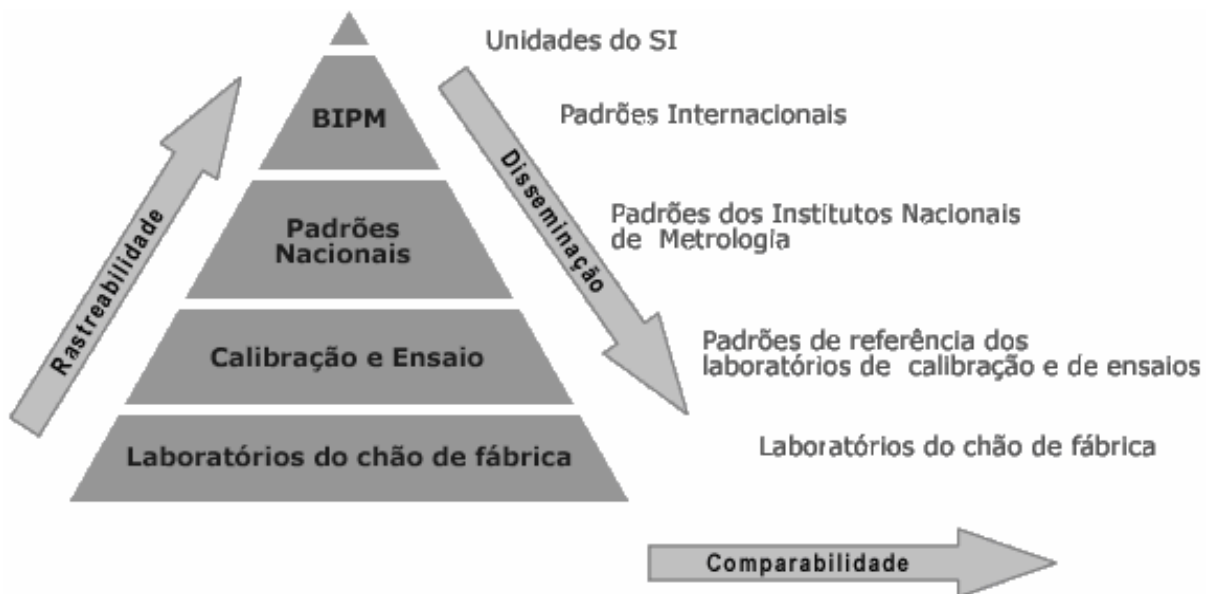 Unidades do SI
BIPM
Padrões Internacionais
Rastreabilidade
Disseminação
Padrões
Nacionais
Padrões dos Institutos Nacionais
de Metrologia
Calibração e Ensaio
Padrões de referência dos
laboratórios de calibração e de ensaios
Laboratórios do chão de fábrica
Laboratórios do chão de fábrica
Comparabilidade